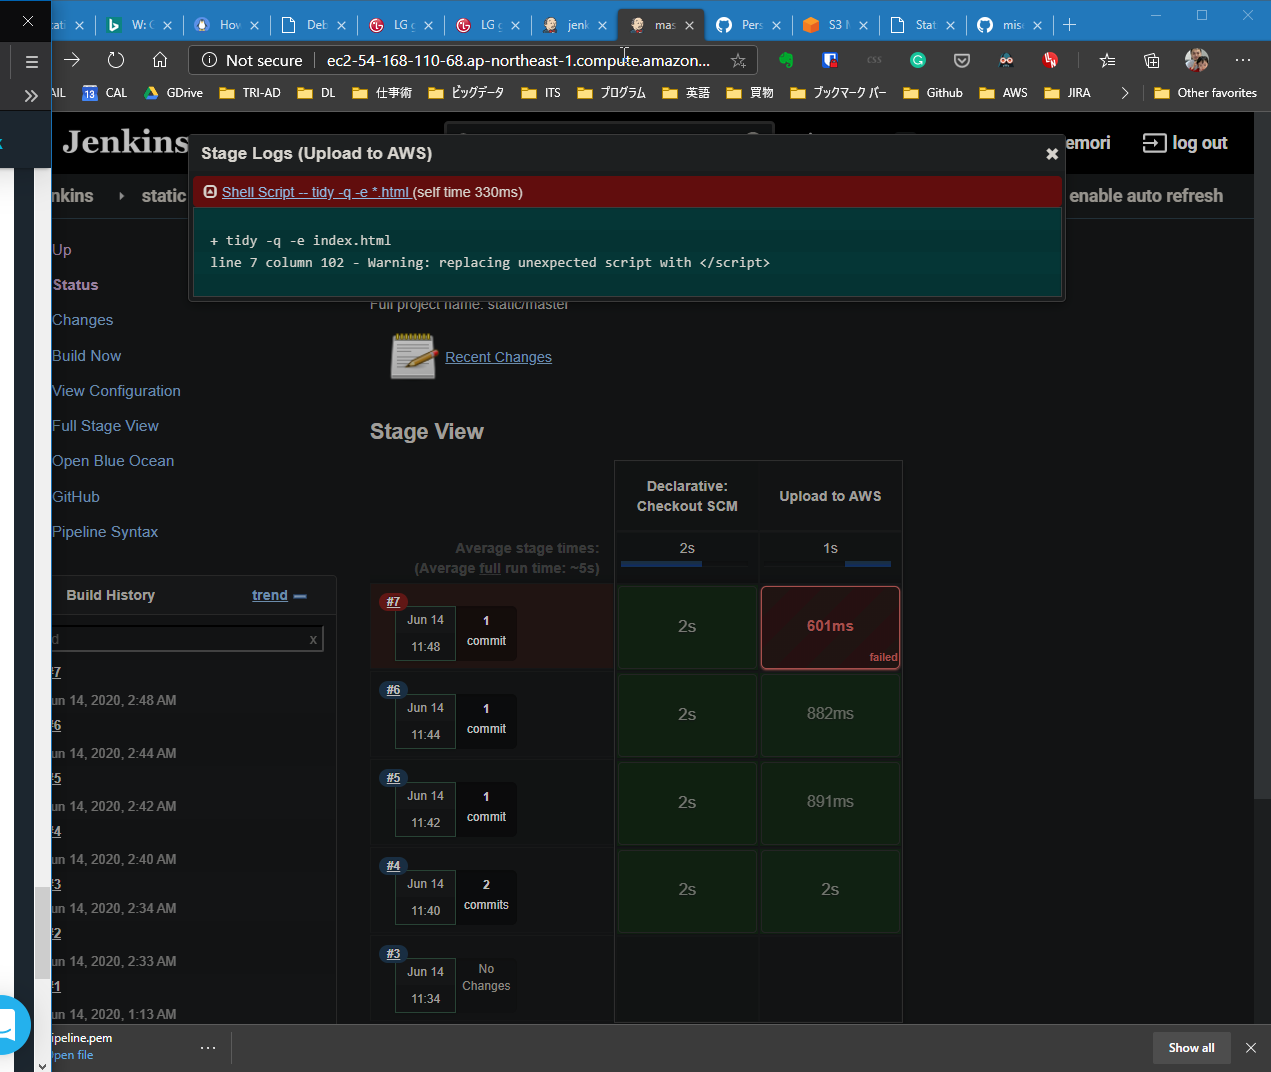 W: C
How
Deb
LG g
LG g
jenk
mas
Pers
S3 M
Stat
mise
Not secure
ec2-54-168-110-68.ap-northeast-1.compute.amazon...
AIL
CAL
GDrive
TRI-AD
DL
仕事術
ビッグデータ
ITS
プログラム
英語
買物
ブックマーク バー
Github
AWS
JIRA
Other favorites
Jenkins
emori
log out
Stage Logs (Upload to AWS)
Shell Script -- tidy -q -e *.html (self time 330ms)
+ tidy -q -e index.html
line 7 column 102 - Warning: replacing unexpected script with </script>
nkins
static
enable auto refresh
Up
Status
Changes
Build Now
View Configuration
Full Stage View
Open Blue Ocean
GitHub
Pipeline Syntax
Full project name: static/master
Recent Changes
Stage View
Declarative:
Checkout SCM
Upload to AWS
Average stage times:
(Average full run time: ~5s)
2s
1s
#7
Jun 14
11:48
1
commit
2s
601ms
failed
#6
Jun 14
11:44
1
commit
2s
882ms
#5
Jun 14
11:42
1
commit
2s
891ms
#4
Jun 14
11:40
2
commits
2s
2s
#3
Jun 14
11:34
No
Changes
Build History
trend
d
x
#7
un 14, 2020, 2:48 AM
#6
un 14, 2020, 2:44 AM
#5
un 14, 2020, 2:42 AM
#4
un 14, 2020, 2:40 AM
#3
un 14, 2020, 2:34 AM
#2
un 14, 2020, 2:33 AM
#1
un 14, 2020, 1:13 AM
ipeline.pem
pen file
Show all